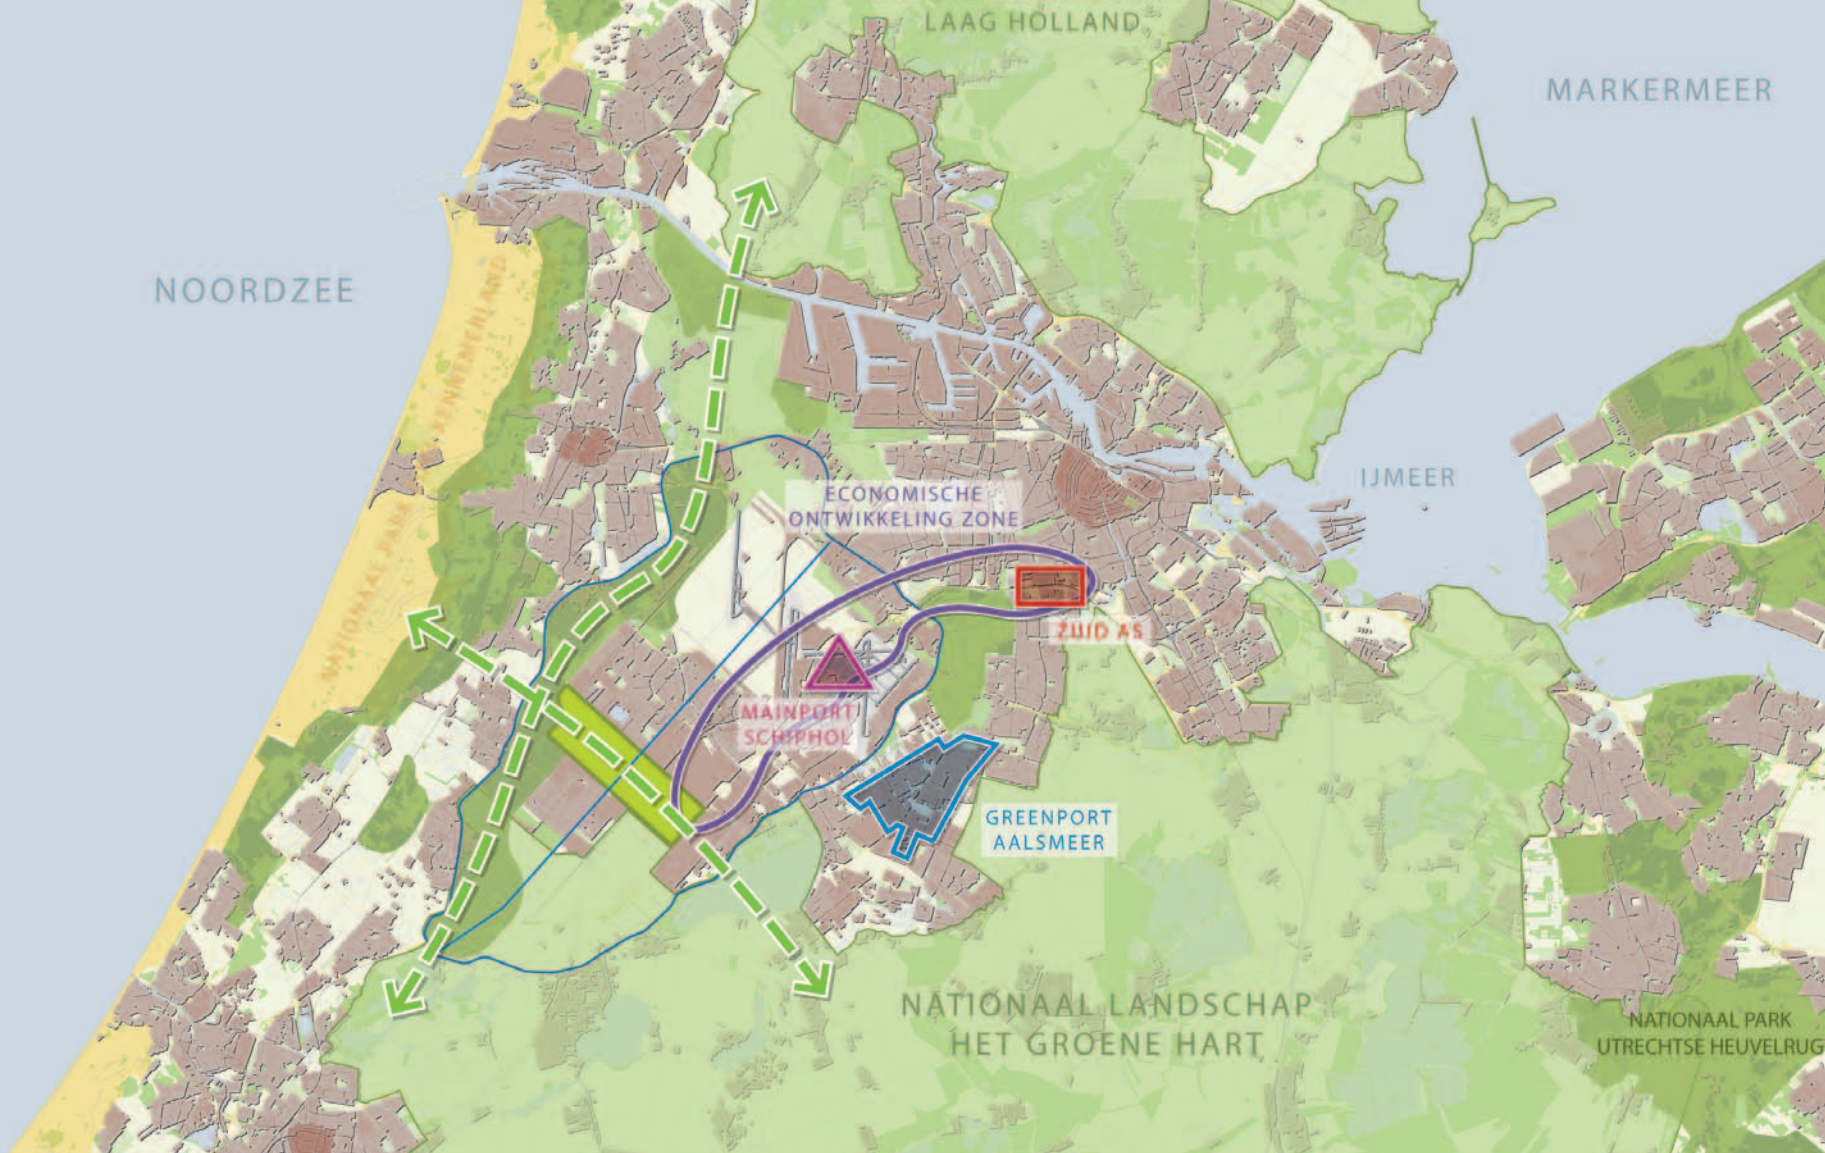 LAAG HOLLAND
MARKERMEER
NOORDZEE
NATIONAAL PARK KENNEMERLAND
IJMEER
ECONOMISCHE
ONTWIKKELING ZONE
ZUID AS
MAINPORT
SCHIPHOL
GREENPORT
AALSMEER
NATIONAAL LANDSCHAP
HET GROENE HART
NATIONAAL PARK
UTRECHTSE HEUVELRUG